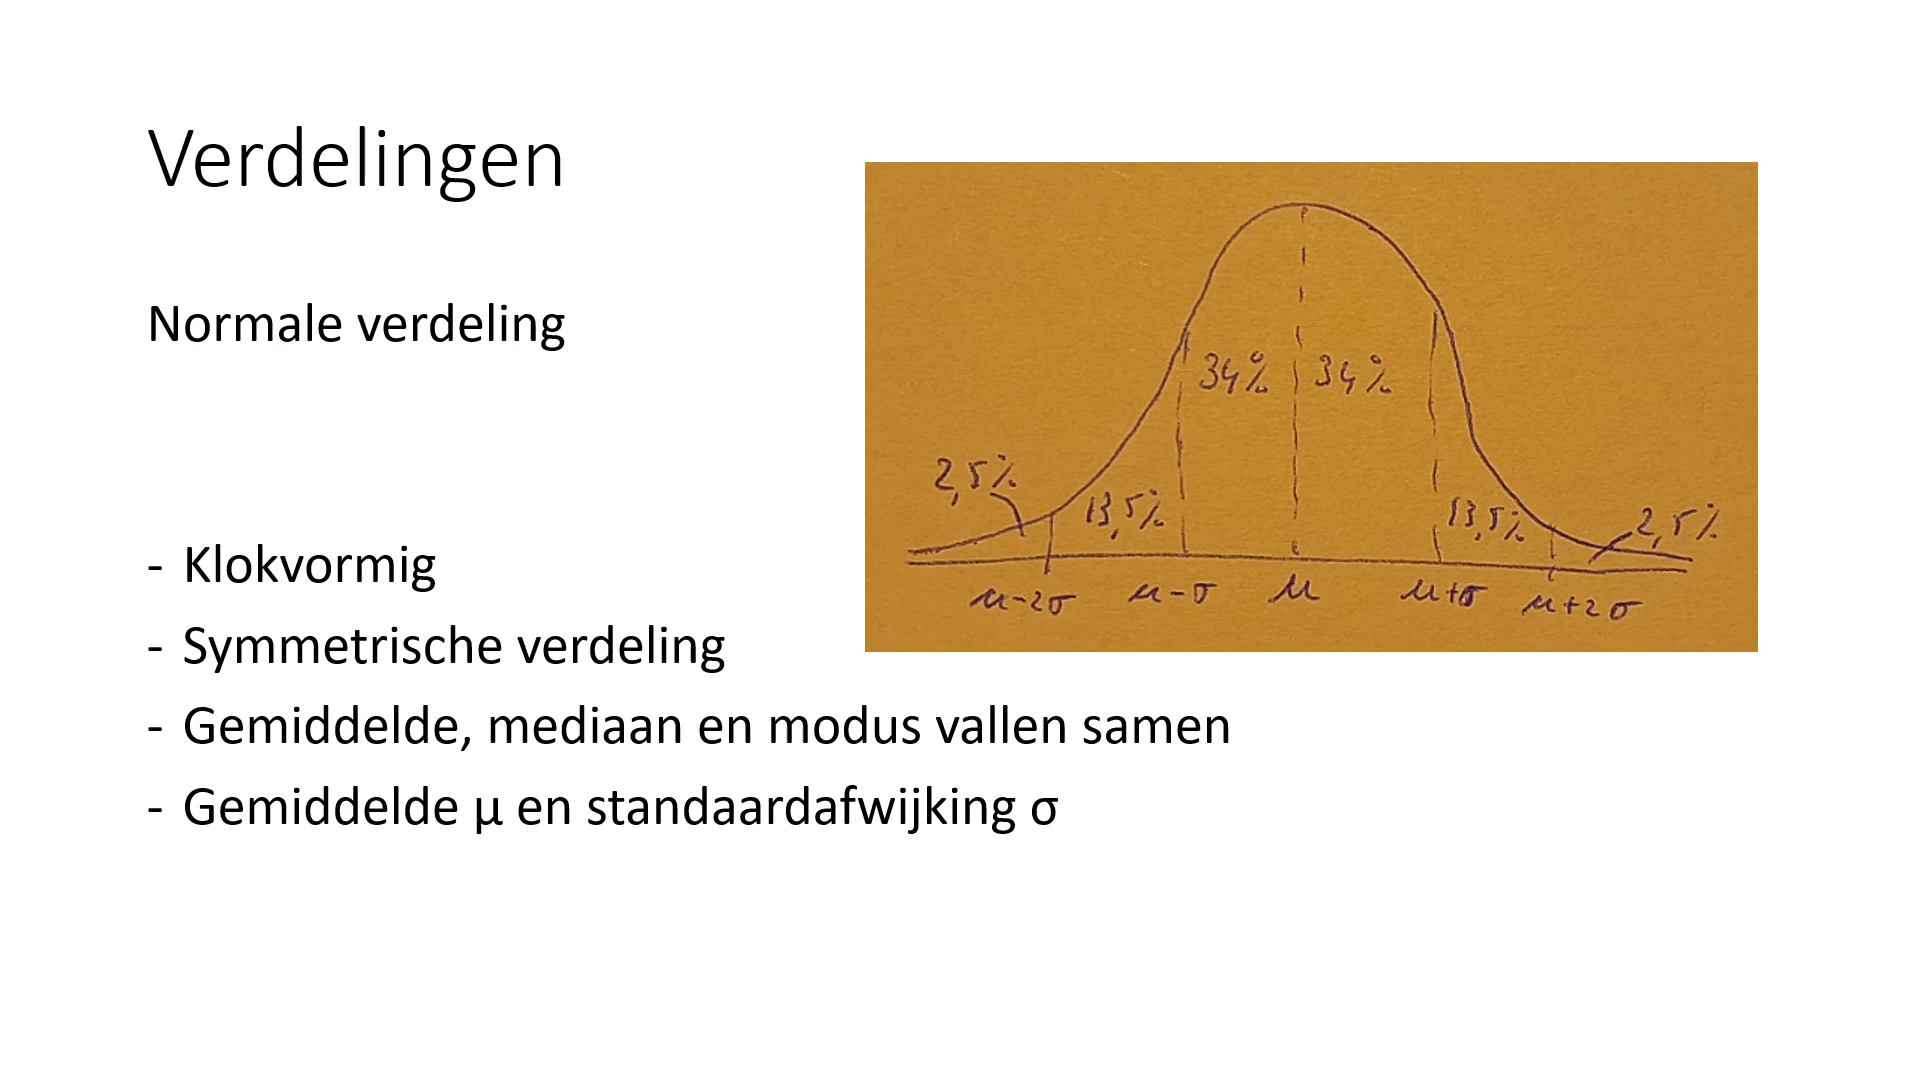 Verdelingen
Normale verdeling
- Klokvormig
- Symmetrische verdeling
- Gemiddelde, mediaan en modus vallen samen
- Gemiddelde μ en standaardafwijking σ
34% 34%
2,5% 13,5% 13,5% 2,5%
μ-2σ μ-σ μ μ+σ μ+2σ